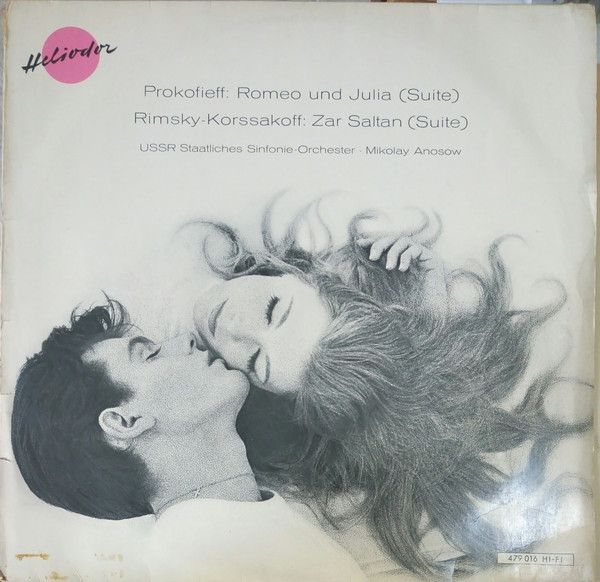 Heliodor
Prokofieff: Romeo und Julia (Suite)
Rimsky-Korssakoff: Zar Saltan (Suite)
USSR Staatliches Sinfonie-Orchester · Mikolay Anosow
479 016 HI-FI